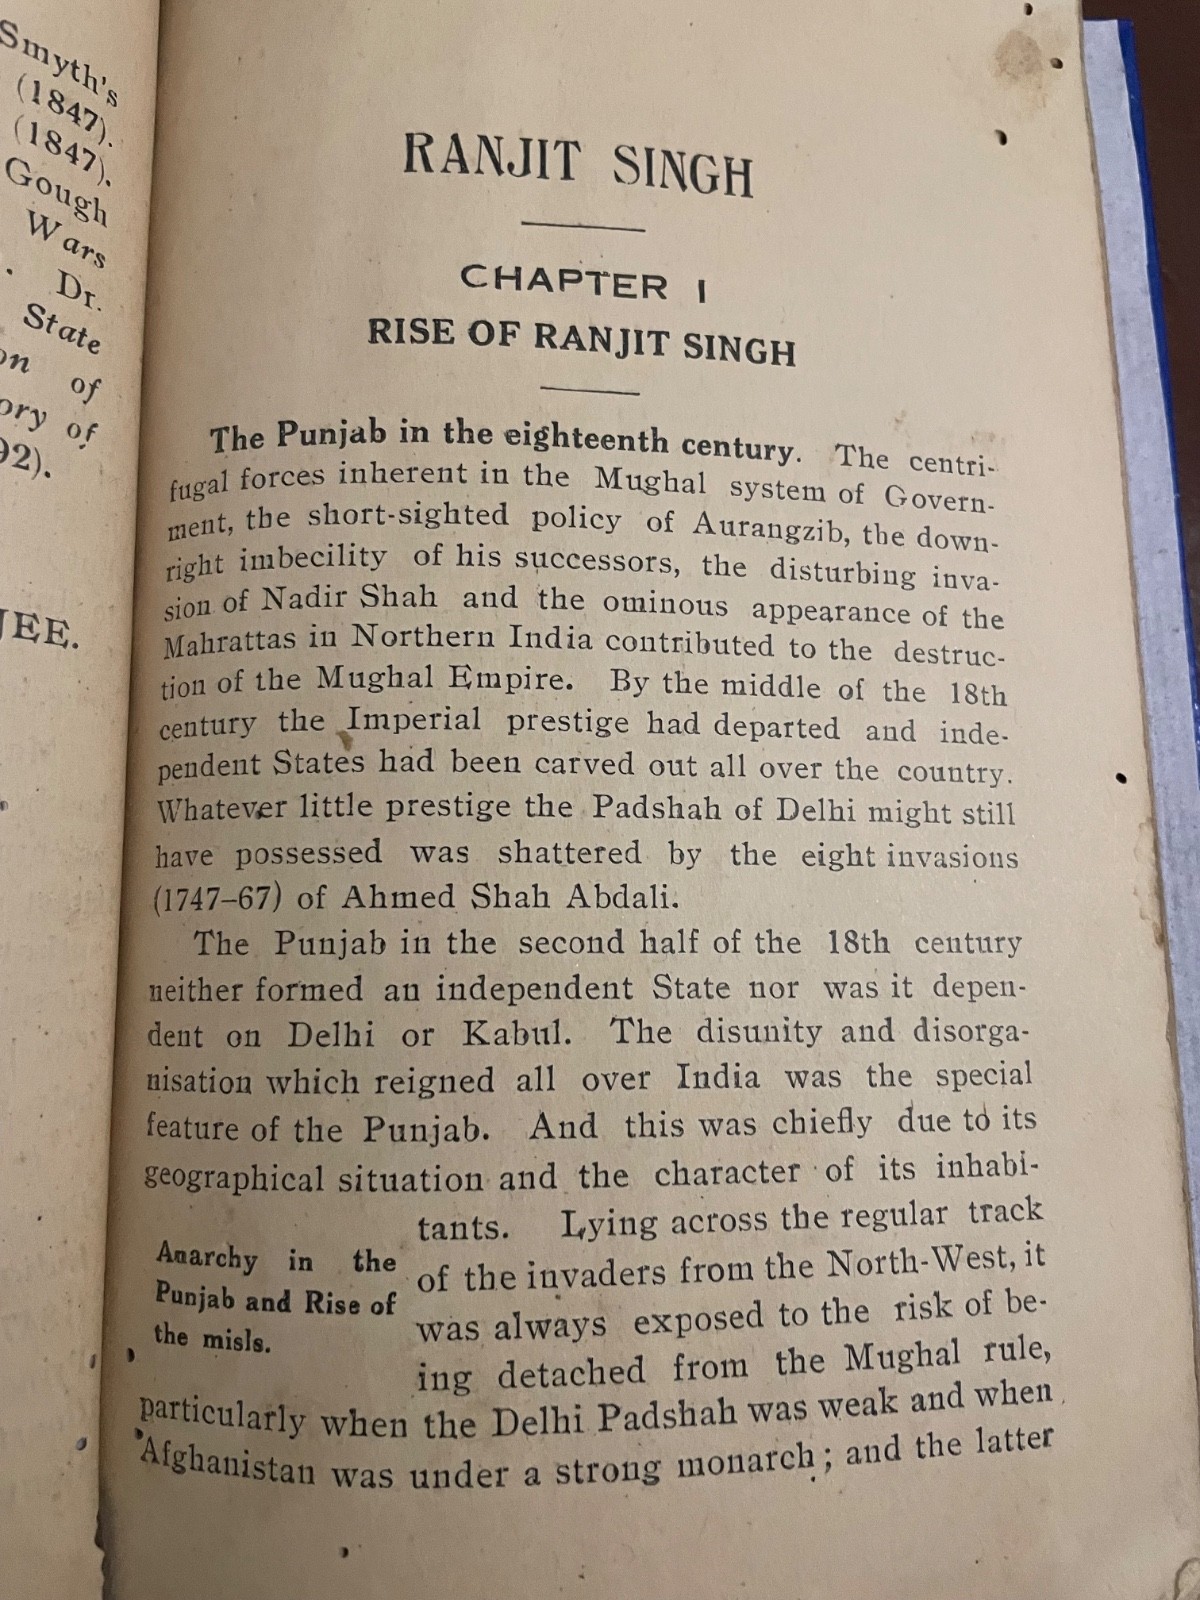 Smyth's
(1847).
(1847).
Gough
Wars
. Dr.
State
of
of
JEE.
RANJIT SINGH
CHAPTER I
RISE OF RANJIT SINGH
The Punjab in the eighteenth century. The centri-
fugal forces inherent in the Mughal system of Govern-
ment, the short-sighted policy of Aurangzib, the down-
right imbecility of his successors, the disturbing inva-
sion of Nadir Shah and the ominous appearance of the
Mahrattas in Northern India contributed to the destruc-
tion of the Mughal Empire. By the middle of the 18th
century the Imperial prestige had departed and inde-
pendent States had been carved out all over the country.
Whatever little prestige the Padshah of Delhi might still
have possessed was shattered by the eight invasions
(1747–67) of Ahmed Shah Abdali.
The Punjab in the second half of the 18th century
neither formed an independent State nor was it depen-
dent on Delhi or Kabul. The disunity and disorga-
nisation which reigned all over India was the special
feature of the Punjab. And this was chiefly due to its
geographical situation and the character of its inhabi-
tants. Lying across the regular track
of the invaders from the North-West, it
was always exposed to the risk of be-
ing detached from the Mughal rule,
Anarchy in the
Punjab and Rise of
the misls.
particularly when the Delhi Padshah was weak and when
Afghanistan was under a strong monarch ; and the latter